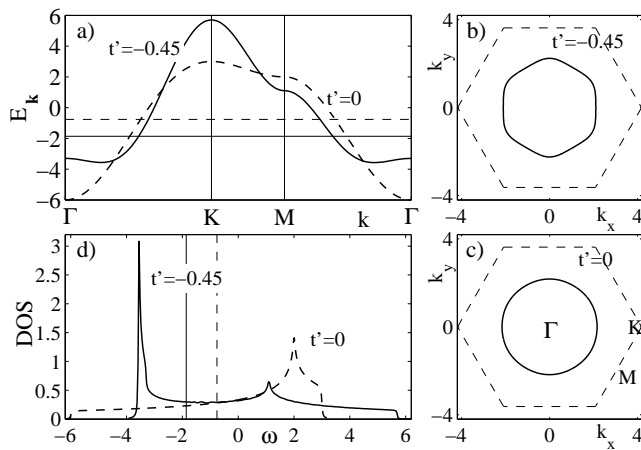 a)
t'=−0.45
t'=0
E_k
6
4
2
0
−2
−4
−6
Γ K M k Γ
b)
t'=−0.45
k_y
4
0
−4
−4 0 4
k_x
d)
t'=−0.45
t'=0
DOS
3
2.5
2
1.5
1
0.5
0
−6 −4 −2 0 2 4 6
ω
c)
t'=0
k_y
4
0
−4
Γ
K
M
−4 0 4
k_x